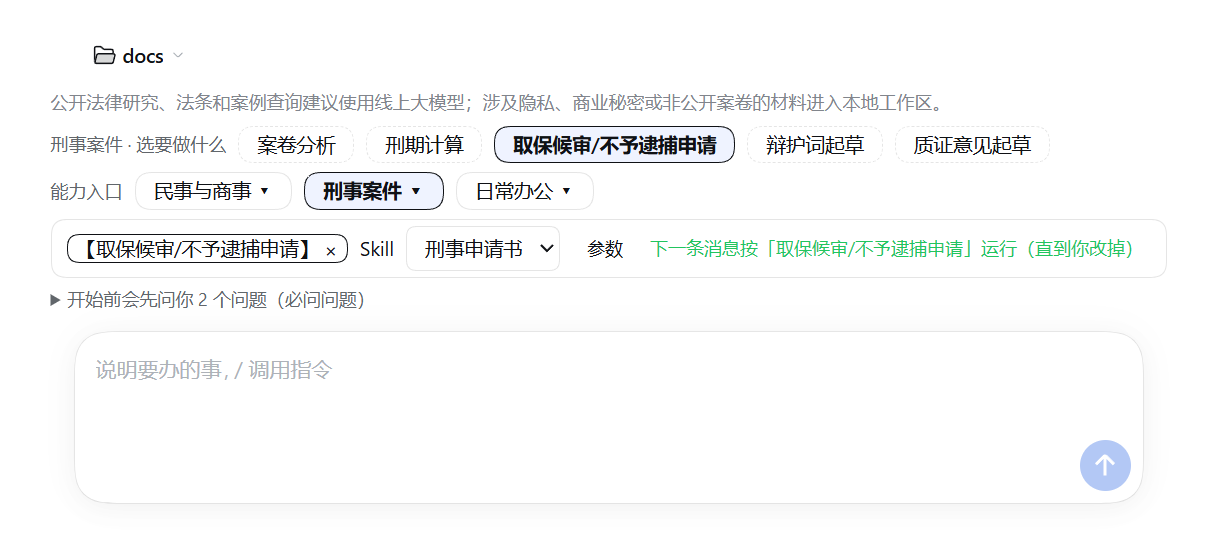 docs
公开法律研究、法条和案例查询建议使用线上大模型；涉及隐私、商业秘密或非公开案卷的材料进入本地工作区。
刑事案件 · 选要做什么 案卷分析 刑期计算 取保候审/不予逮捕申请 辩护词起草 质证意见起草
能力入口 民事与商事 ▼ 刑事案件 ▼ 日常办公 ▼
【取保候审/不予逮捕申请】 × Skill 刑事申请书 参数 下一条消息按「取保候审/不予逮捕申请」运行（直到你改掉）
▶ 开始前会先问你 2 个问题（必问问题）
说明要办的事, / 调用指令